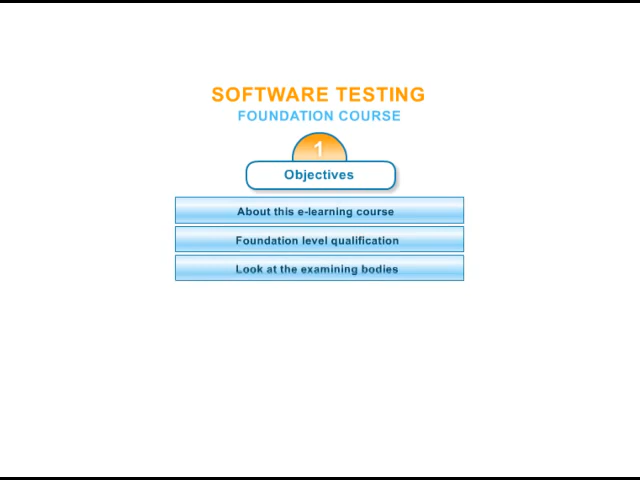 SOFTWARE TESTING
FOUNDATION COURSE
1
Objectives
About this e-learning course
Foundation level qualification
Look at the examining bodies